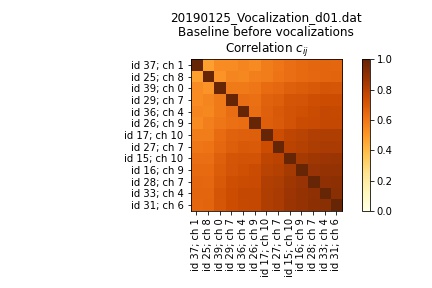 20190125_Vocalization_d01.dat
Baseline before vocalizations
Correlation c_ij
id 37; ch 1
id 25; ch 8
id 39; ch 0
id 29; ch 7
id 36; ch 4
id 26; ch 9
id 17; ch 10
id 27; ch 7
id 15; ch 10
id 16; ch 9
id 28; ch 7
id 33; ch 4
id 31; ch 6
id 37; ch 1
id 25; ch 8
id 39; ch 0
id 29; ch 7
id 36; ch 4
id 26; ch 9
id 17; ch 10
id 27; ch 7
id 15; ch 10
id 16; ch 9
id 28; ch 7
id 33; ch 4
id 31; ch 6
1.0
0.8
0.6
0.4
0.2
0.0